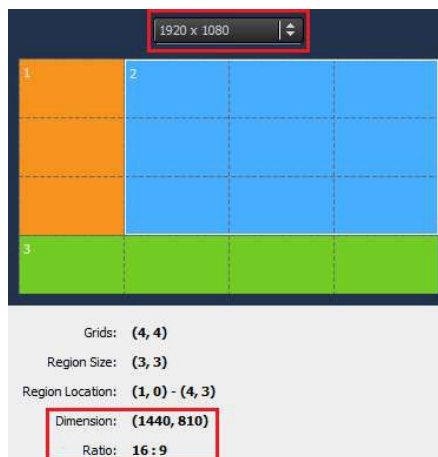 1920 x 1080
1
2
3
Grids: (4, 4)
Region Size: (3, 3)
Region Location: (1, 0) - (4, 3)
Dimension: (1440, 810)
Ratio: 16 : 9